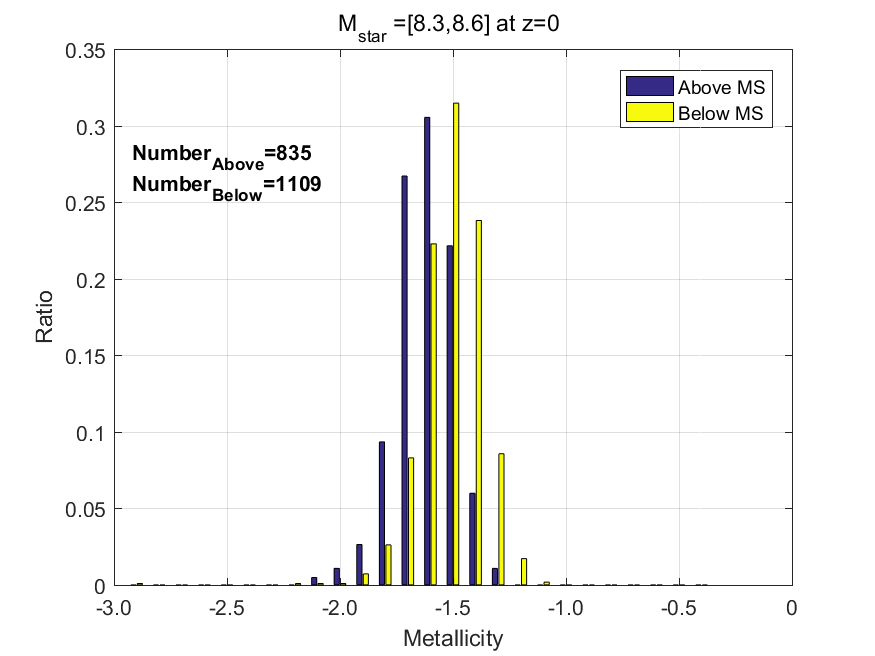 M_star =[8.3,8.6] at z=0
0.35
0.3
0.25
0.2
0.15
0.1
0.05
0
Ratio
Above MS
Below MS
Number_Above=835
Number_Below=1109
-3.0 -2.5 -2.0 -1.5 -1.0 -0.5 0
Metallicity